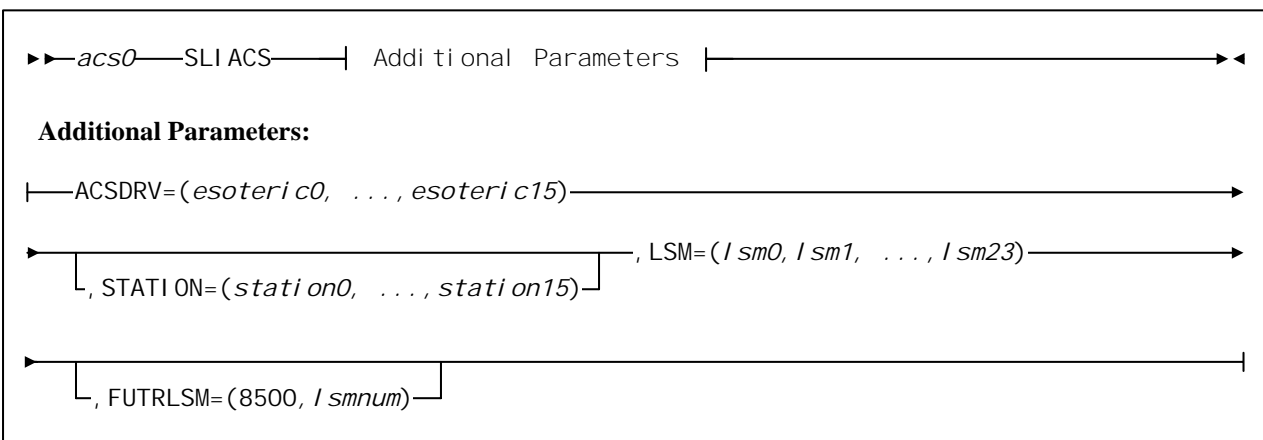 acs0 SLIACS Additional Parameters
Additional Parameters:
ACSDRV=(esoteric0, ...,esoteric15)
,LSM=(lsm0,lsm1, ...,lsm23)
,STATION=(station0, ...,station15)
,FUTRLSM=(8500,lsmnum)